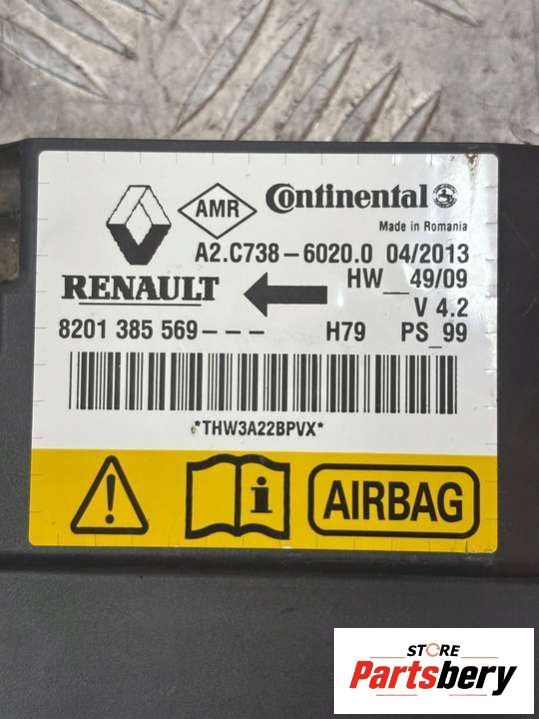 AMR
Continental
Made in Romania
A2.C738-6020.0 04/2013
RENAULT
HW__49/09
V 4.2
8201 385 569--- H79 PS_99
*THW3A22BPVX*
AIRBAG
STORE
Partsbery